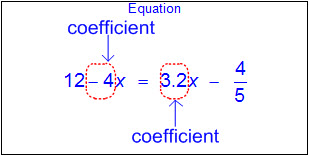 Equation
coefficient
12 – 4x = 3.2x – 4/5
coefficient